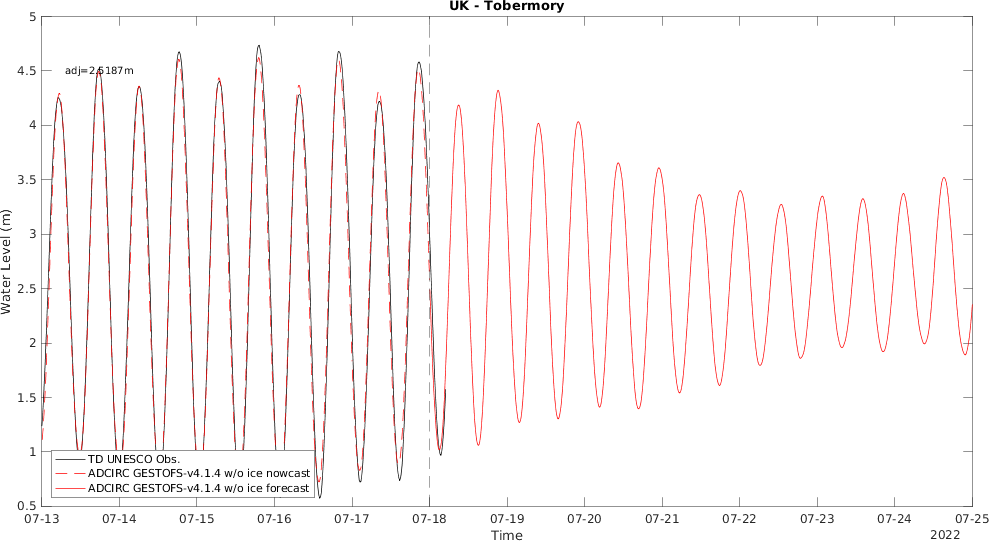 UK - Tobermory
Water Level (m)
5
4.5
4
3.5
3
2.5
2
1.5
1
0.5
adj=2.5187m
TD UNESCO Obs.
ADCIRC GESTOFS-v4.1.4 w/o ice nowcast
ADCIRC GESTOFS-v4.1.4 w/o ice forecast
07-13 07-14 07-15 07-16 07-17 07-18 07-19 07-20 07-21 07-22 07-23 07-24 07-25
Time
2022